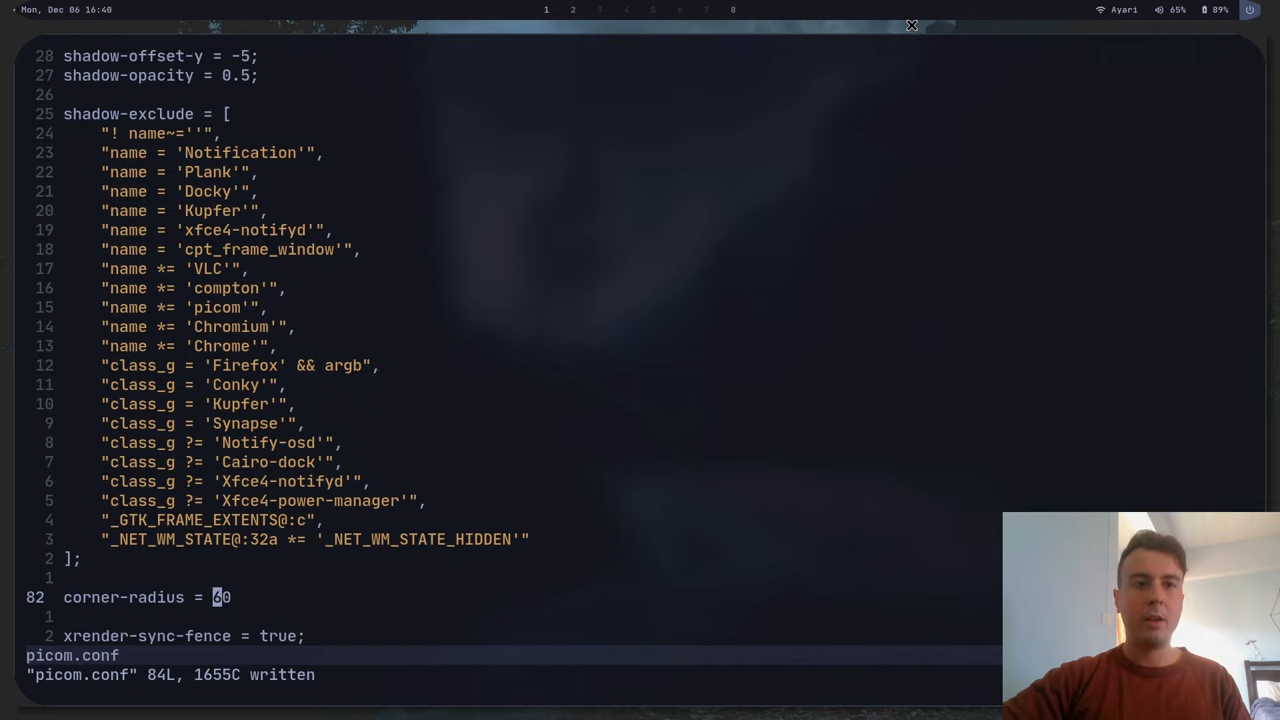 Mon, Dec 06 16:40 1 2 3 4 5 6 7 8 Ayari 65% 89%
28 shadow-offset-y = -5;
27 shadow-opacity = 0.5;
26
25 shadow-exclude = [
24 "! name~=''",
23 "name = 'Notification'",
22 "name = 'Plank'",
21 "name = 'Docky'",
20 "name = 'Kupfer'",
19 "name = 'xfce4-notifyd'",
18 "name = 'cpt_frame_window'",
17 "name *= 'VLC'",
16 "name *= 'compton'",
15 "name *= 'picom'",
14 "name *= 'Chromium'",
13 "name *= 'Chrome'",
12 "class_g = 'Firefox' && argb",
11 "class_g = 'Conky'",
10 "class_g = 'Kupfer'",
9 "class_g = 'Synapse'",
8 "class_g ?= 'Notify-osd'",
7 "class_g ?= 'Cairo-dock'",
6 "class_g ?= 'Xfce4-notifyd'",
5 "class_g ?= 'Xfce4-power-manager'",
4 "_GTK_FRAME_EXTENTS@:c",
3 "_NET_WM_STATE@:32a *= '_NET_WM_STATE_HIDDEN'"
2 ];
1
82 corner-radius = 60
1
2 xrender-sync-fence = true;
picom.conf
"picom.conf" 84L, 1655C written